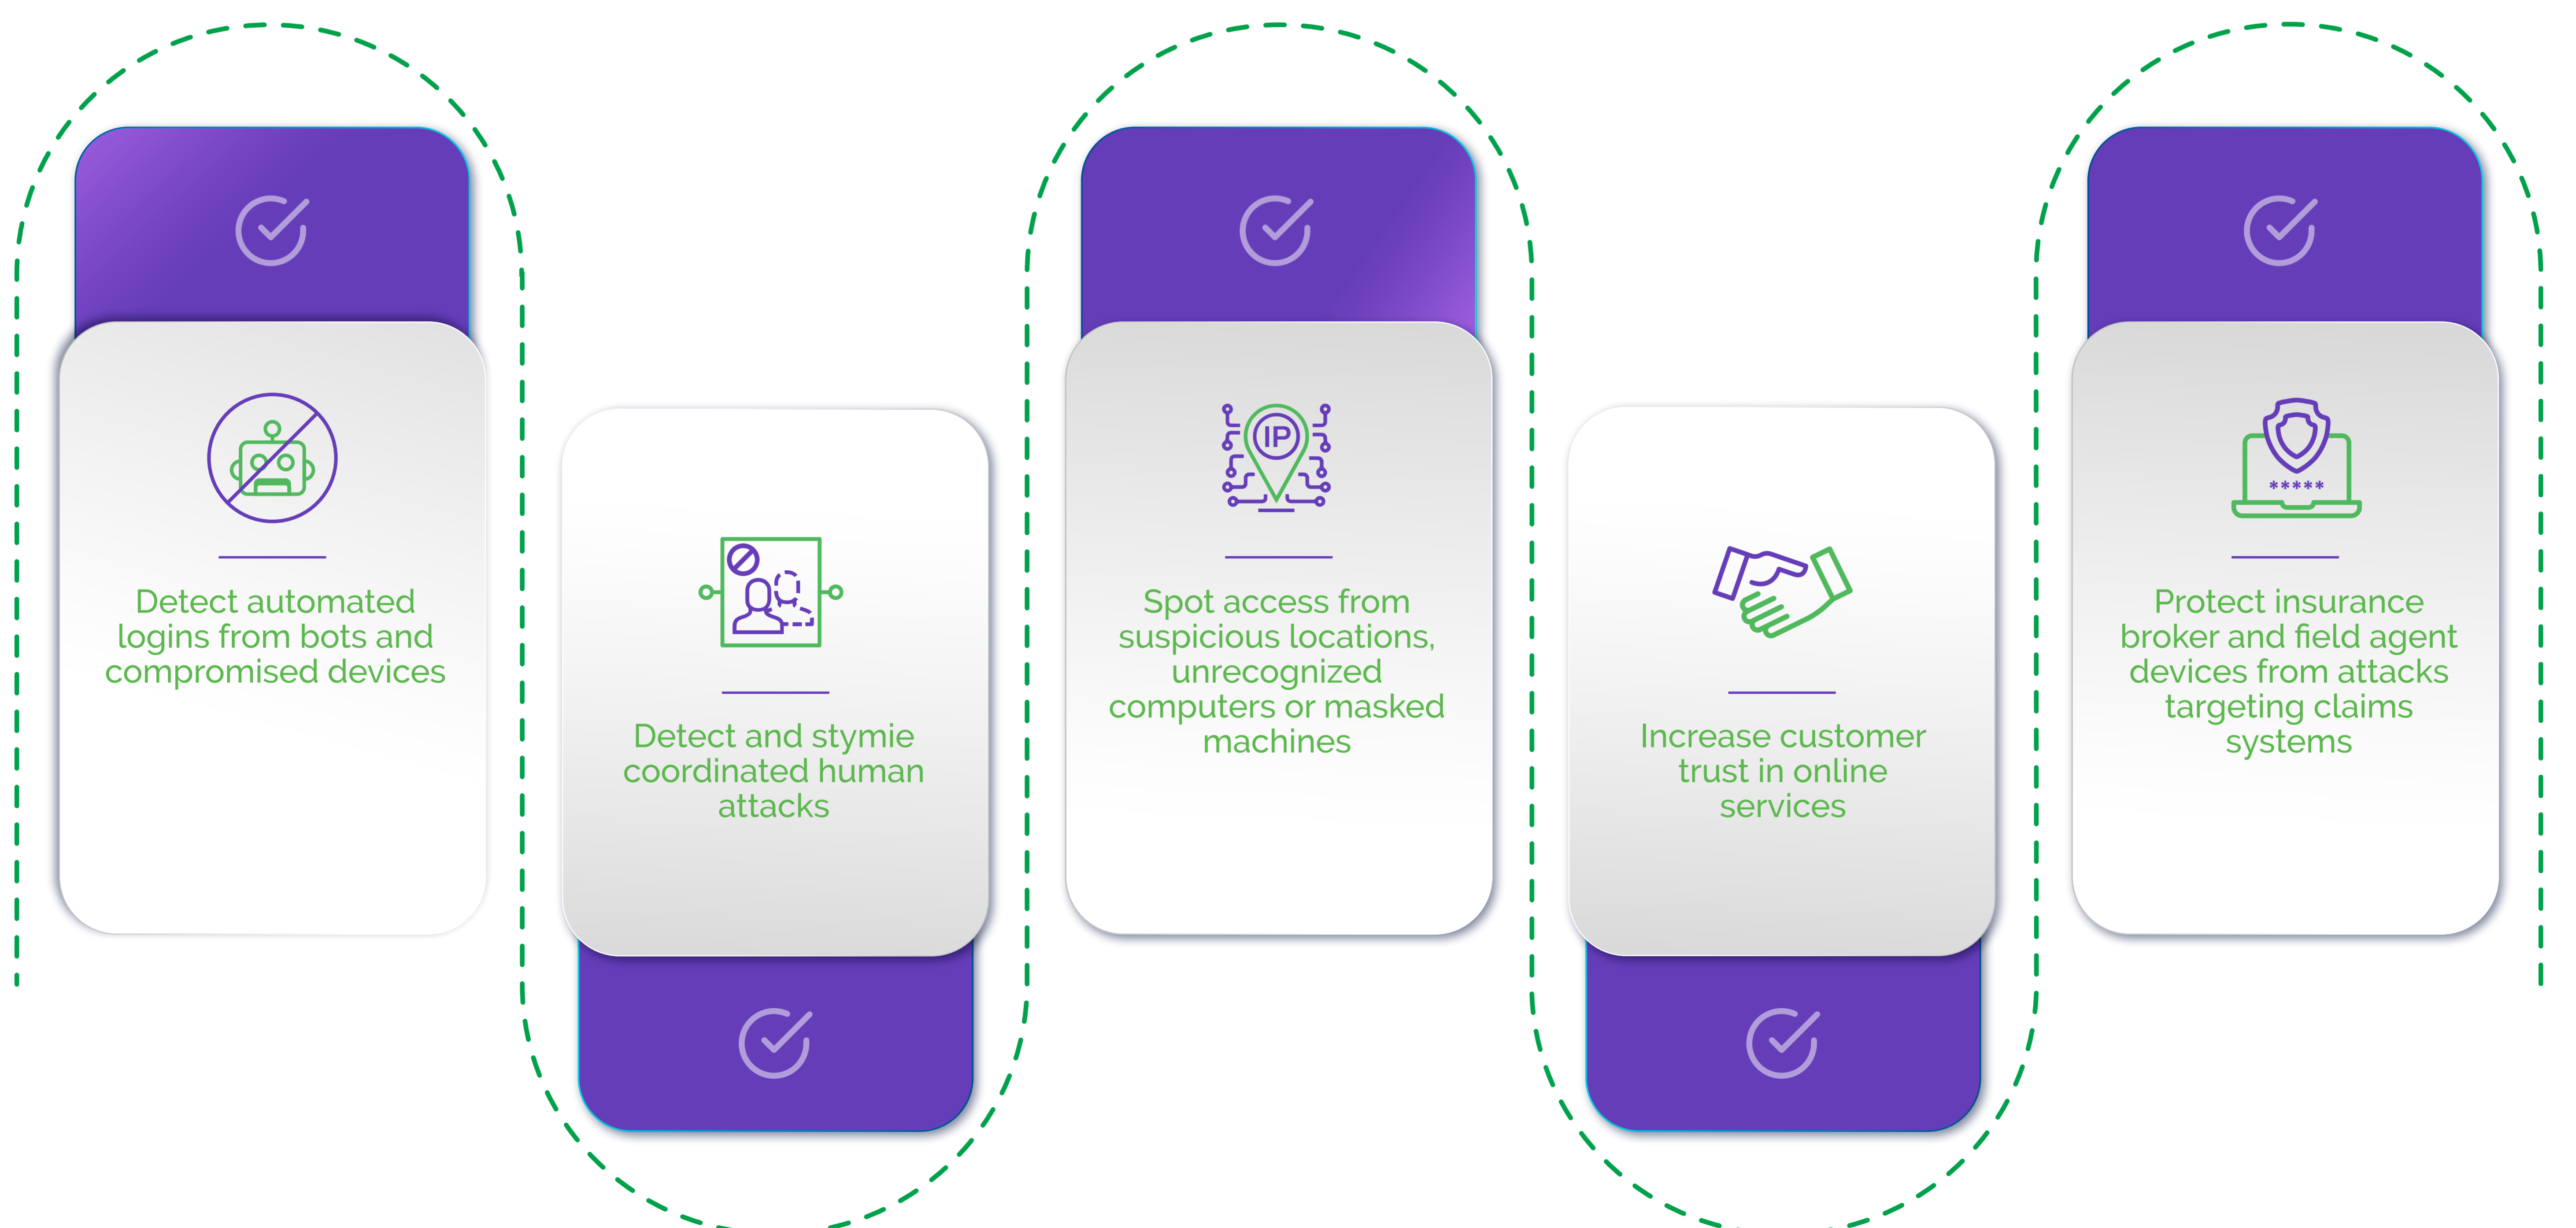 Detect automated
logins from bots and
compromised devices
Detect and stymie
coordinated human
attacks
IP
Spot access from
suspicious locations,
unrecognized
computers or masked
machines
Increase customer
trust in online
services
*****
Protect insurance
broker and field agent
devices from attacks
targeting claims
systems